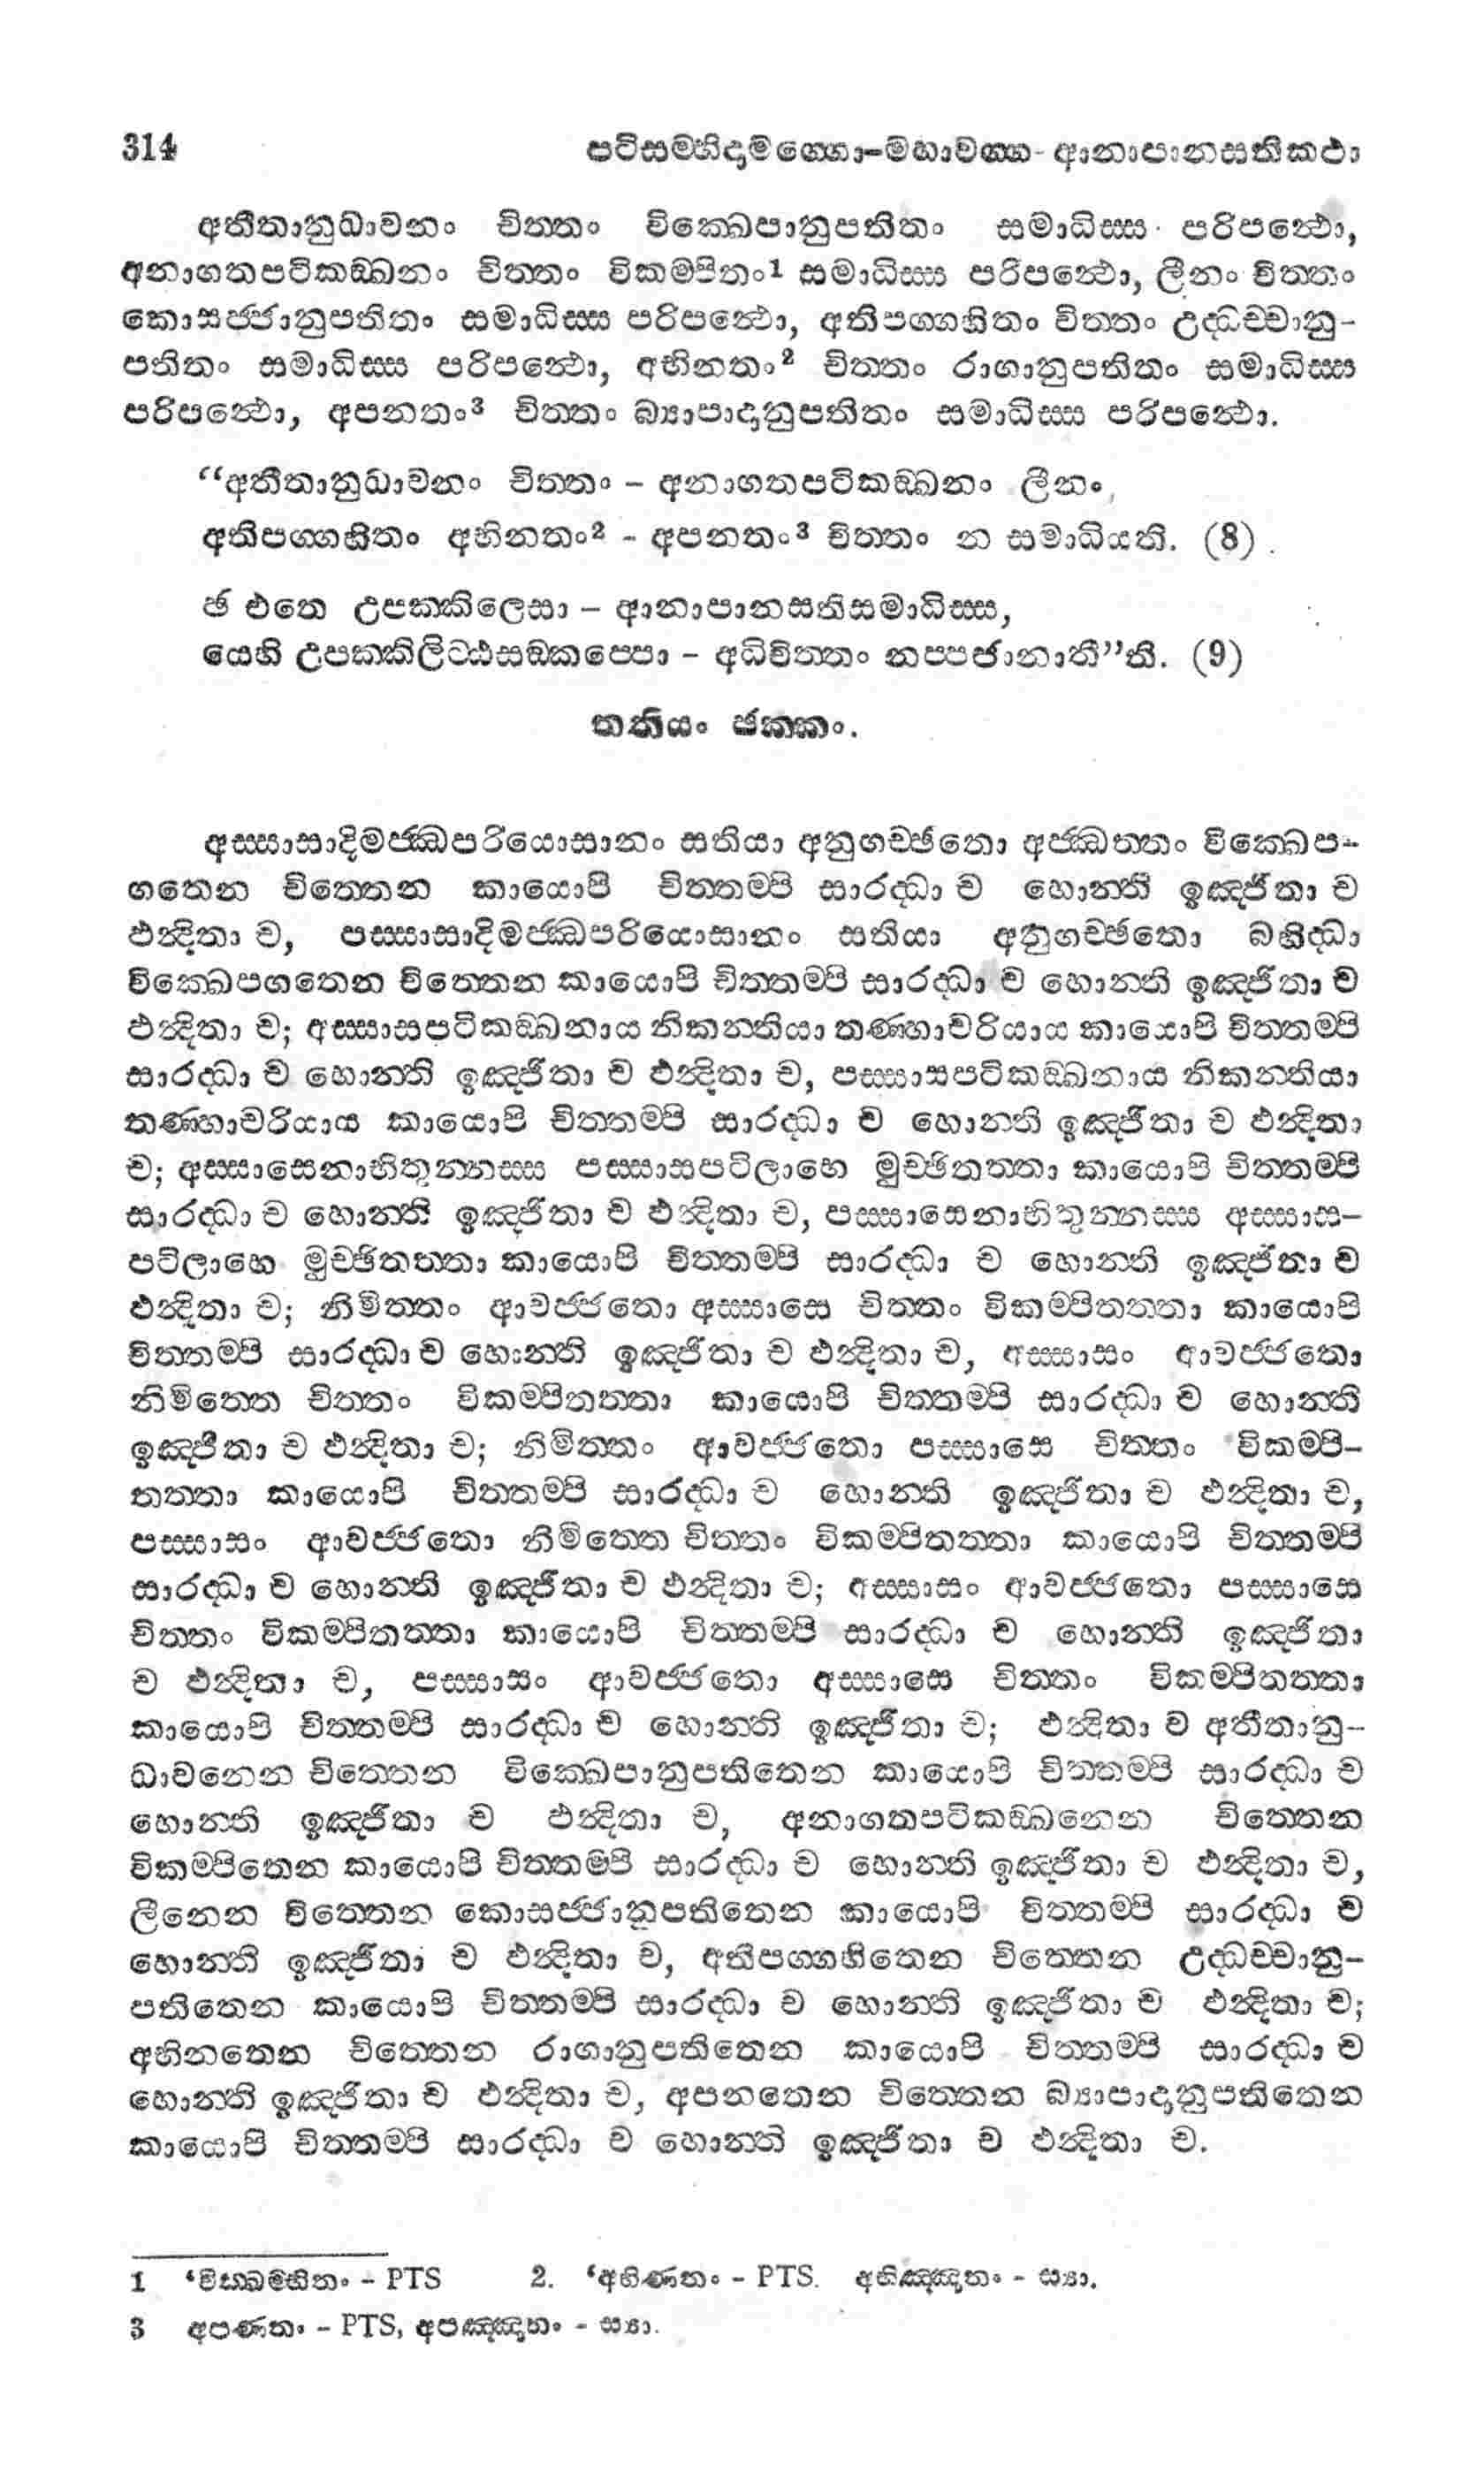 314 පටිසම්භිදාමග්ගො-මහාවග්ග- ආනාපානසතිකථා
අතීතානුධාවනං චිත්තං වික්ඛෙපානුපතිතං සමාධිස්ස පරිපන්ථො,
අනාගතපටිකඞ්ඛනං චිත්තං විකම්පිතං1 සමාධිස්ස පරිපන්ථො, ලීනං චිත්තං
කොසජ්ජානුපතිතං සමාධිස්ස පරිපන්ථො, අතිපග්ගහිතං චිත්තං උද්ධච්චානු-
පතිතං සමාධිස්ස පරිපන්ථො, අභිනතං2 චිත්තං රාගානුපතිතං සමාධිස්ස
පරිපන්ථො, අපනතං3 චිත්තං බ්‍යාපාදානුපතිතං සමාධිස්ස පරිපන්ථො.
“අතීතානුධාවනං චිත්තං – අනාගතපටිකඞ්ඛනං ලීනං,
අතිපග්ගහිතං අභිනතං2 – අපනතං3 චිත්තං න සමාධියති. (8)
ඡ එතෙ උපක්කිලෙසා – ආනාපානසතිසමාධිස්ස,
යෙහි උපක්කිලිට්ඨසඞ්කප්පො – අධිචිත්තං නප්පජානාතී”ති. (9)
තතියං ඡක්කං.
අස්සාසාදිමජ්ඣපරියොසානං සතියා අනුගච්ඡතො අජ්ඣත්තං වික්ඛෙප-
ගතෙන චිත්තෙන කායොපි චිත්තම්පි සාරද්ධා ච හොන්ති ඉඤ්ජිතා ච
ඵන්දිතා ච, පස්සාසාදිමජ්ඣපරියොසානං සතියා අනුගච්ඡතො බහිද්ධා
වික්ඛෙපගතෙන චිත්තෙන කායොපි චිත්තම්පි සාරද්ධා ච හොන්ති ඉඤ්ජිතා ච
ඵන්දිතා ච; අස්සාසපටිකඞ්ඛනාය නිකන්තියා තණ්හාචරියාය කායොපි චිත්තම්පි
සාරද්ධා ච හොන්ති ඉඤ්ජිතා ච ඵන්දිතා ච, පස්සාසපටිකඞ්ඛනාය නිකන්තියා
තණ්හාචරියාය කායොපි චිත්තම්පි සාරද්ධා ච හොන්ති ඉඤ්ජිතා ච ඵන්දිතා
ච; අස්සාසෙනාභිතුන්නස්ස පස්සාසපටිලාභෙ මුච්ඡිතත්තා කායොපි චිත්තම්පි
සාරද්ධා ච හොන්ති ඉඤ්ජිතා ච ඵන්දිතා ච, පස්සාසෙනාභිතුන්නස්ස අස්සාස–
පටිලාභෙ මුච්ඡිතත්තා කායොපි චිත්තම්පි සාරද්ධා ච හොන්ති ඉඤ්ජිතා ච
ඵන්දිතා ච; නිමිත්තං ආවජ්ජතො අස්සාසෙ චිත්තං විකම්පිතත්තා කායොපි
චිත්තම්පි සාරද්ධා ච හොන්ති ඉඤ්ජිතා ච ඵන්දිතා ච, අස්සාසං ආවජ්ජතො
නිමිත්තෙ චිත්තං විකම්පිතත්තා කායොපි චිත්තම්පි සාරද්ධා ච හොන්ති
ඉඤ්ජිතා ච ඵන්දිතා ච; නිමිත්තං ආවජ්ජතො පස්සාසෙ චිත්තං විකම්පි–
තත්තා කායොපි චිත්තම්පි සාරද්ධා ච හොන්ති ඉඤ්ජිතා ච ඵන්දිතා ච,
පස්සාසං ආවජ්ජතො නිමිත්තෙ චිත්තං විකම්පිතත්තා කායොපි චිත්තම්පි
සාරද්ධා ච හොන්ති ඉඤ්ජිතා ච ඵන්දිතා ච; අස්සාසං ආවජ්ජතො පස්සාසෙ
චිත්තං විකම්පිතත්තා කායොපි චිත්තම්පි සාරද්ධා ච හොන්ති ඉඤ්ජිතා
ච ඵන්දිතා ච, පස්සාසං ආවජ්ජතො අස්සාසෙ චිත්තං විකම්පිතත්තා
කායොපි චිත්තම්පි සාරද්ධා ච හොන්ති ඉඤ්ජිතා ච; ඵන්දිතා ච අතීතානු–
ධාවනෙන චිත්තෙන වික්ඛෙපානුපතිතෙන කායොපි චිත්තම්පි සාරද්ධා ච
හොන්ති ඉඤ්ජිතා ච ඵන්දිතා ච, අනාගතපටිකඞ්ඛනෙන චිත්තෙන
විකම්පිතෙන කායොපි චිත්තම්පි සාරද්ධා ච හොන්ති ඉඤ්ජිතා ච ඵන්දිතා ච,
ලීනෙන චිත්තෙන කොසජ්ජානුපතිතෙන කායොපි චිත්තම්පි සාරද්ධා ච
හොන්ති ඉඤ්ජිතා ච ඵන්දිතා ච, අතිපග්ගහිතෙන චිත්තෙන උද්ධච්චානු–
පතිතෙන කායොපි චිත්තම්පි සාරද්ධා ච හොන්ති ඉඤ්ජිතා ච ඵන්දිතා ච;
අභිනතෙන චිත්තෙන රාගානුපතිතෙන කායොපි චිත්තම්පි සාරද්ධා ච
හොන්ති ඉඤ්ජිතා ච ඵන්දිතා ච, අපනතෙන චිත්තෙන බ්‍යාපාදානුපතිතෙන
කායොපි චිත්තම්පි සාරද්ධා ච හොන්ති ඉඤ්ජිතා ච ඵන්දිතා ච.
1 ‘වික්ඛම්භිතං – PTS 2. ‘අභිණතං – PTS. අභිඤ්ඤතං – ස්‍යා.
3 අපණතං – PTS, අපඤ්ඤතං – ස්‍යා.